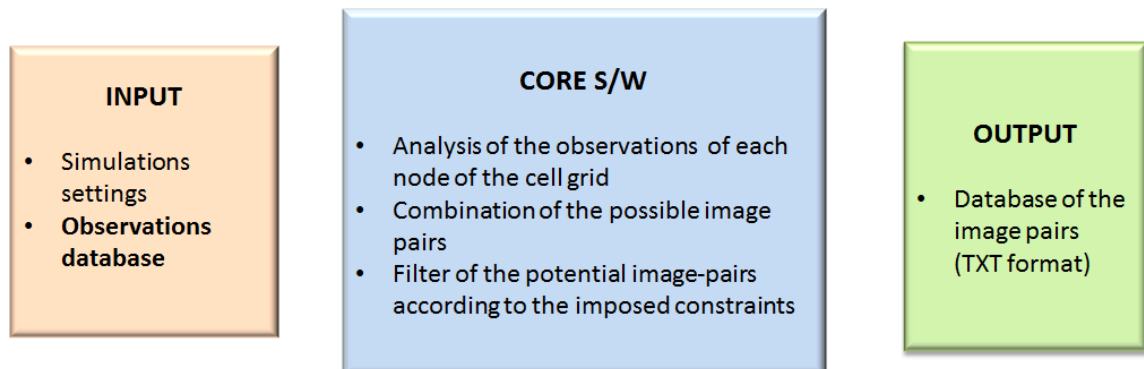 INPUT
• Simulations
settings
• Observations
database
CORE S/W
• Analysis of the observations of each
node of the cell grid
• Combination of the possible image
pairs
• Filter of the potential image-pairs
according to the imposed constraints
OUTPUT
• Database of the
image pairs
(TXT format)